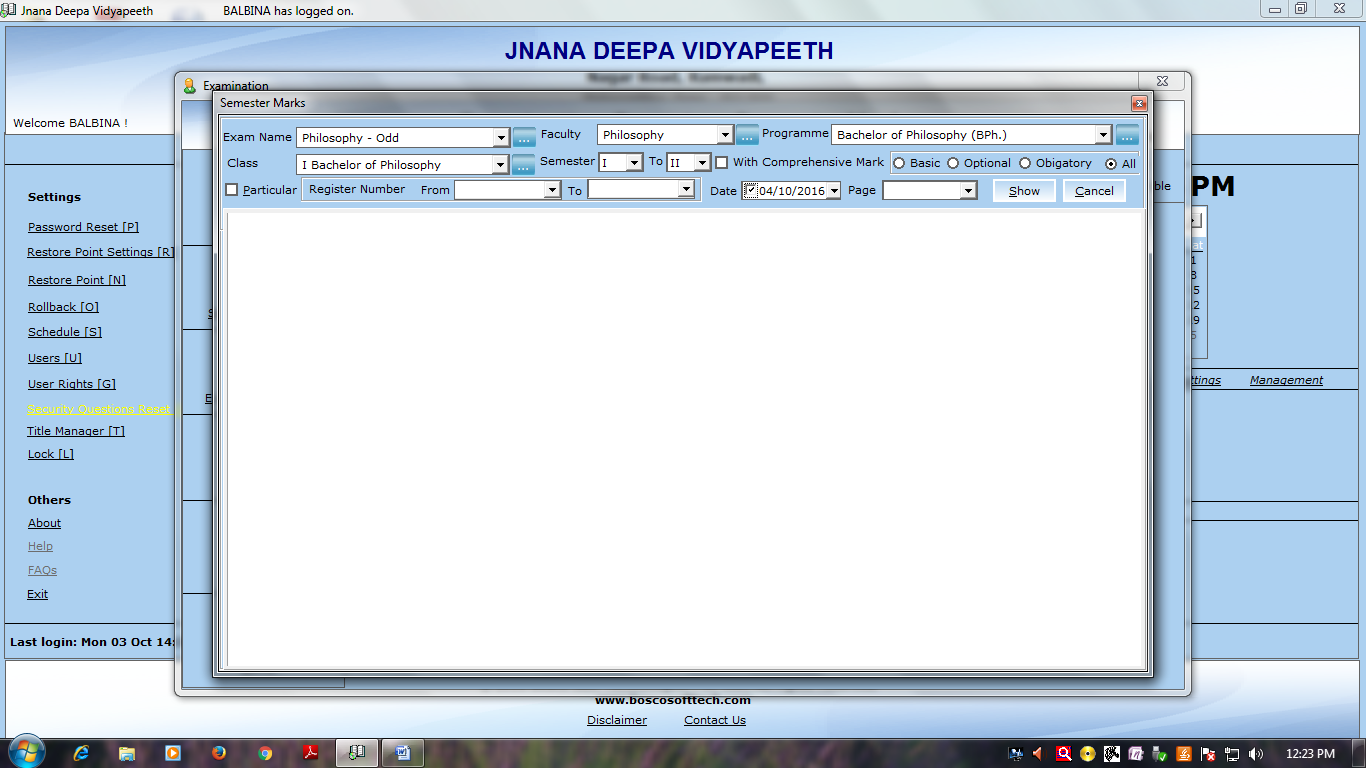 Jnana Deepa Vidyapeeth BALBINA has logged on.
JNANA DEEPA VIDYAPEETH
Examination
Semester Marks
Welcome BALBINA !
Exam Name Philosophy - Odd ... Faculty Philosophy ... Programme Bachelor of Philosophy (BPh.) ...
Class I Bachelor of Philosophy ... Semester I To II With Comprehensive Mark Basic Optional Obigatory All
Particular Register Number From To Date 04/10/2016 Page Show Cancel
PM
Settings
Password Reset [P]
Restore Point Settings [R]
Restore Point [N]
Rollback [O]
Schedule [S]
Users [U]
User Rights [G]
Management
Security Questions Reset
Title Manager [T]
Lock [L]
Others
About
Help
FAQs
Exit
Last login: Mon 03 Oct 14:
www.boscosofttech.com
Disclaimer Contact Us
12:23 PM